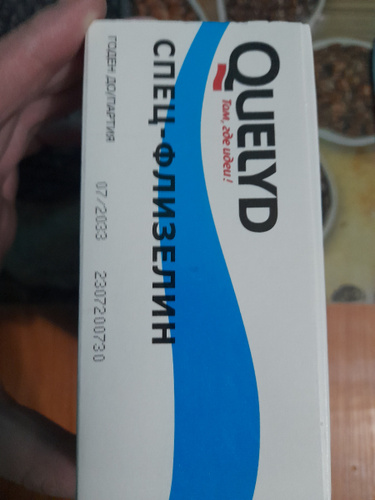 QUELYD
Там, где идеи!
СПЕЦ-ФЛИЗЕЛИН
ГОДЕН ДО/ПАРТИЯ
07/2033 2307200730